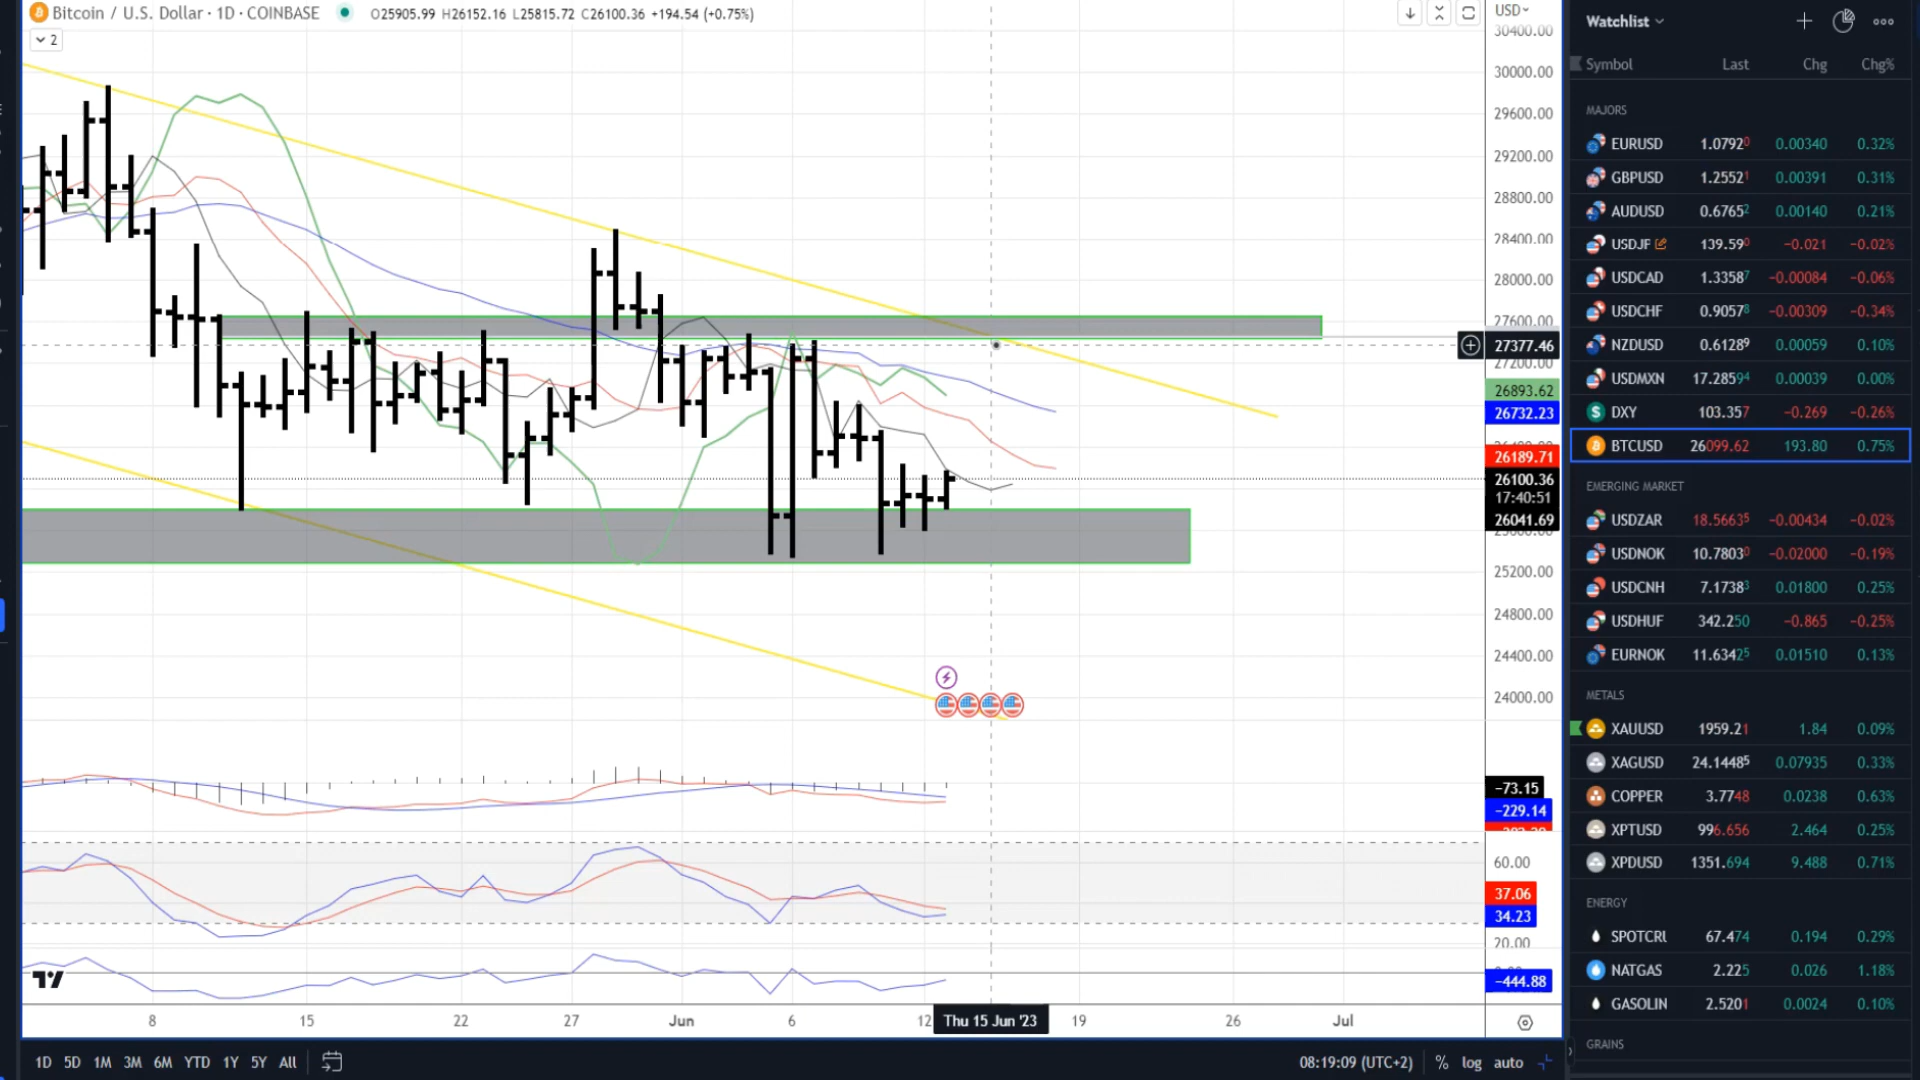 Bitcoin / U.S. Dollar · 1D · COINBASE O25905.99 H26152.16 L25815.72 C26100.36 +194.54 (+0.75%)
2
USD
30400.00
30000.00
29600.00
29200.00
28800.00
28400.00
28000.00
27600.00
27377.46
27200.00
26893.62
26732.23
26189.71
26100.36
17:40:51
26041.69
25200.00
24800.00
24400.00
24000.00
−73.15
−229.14
60.00
37.06
34.23
20.00
−444.88
8 15 22 27 Jun 6 12 Thu 15 Jun '23 19 26 Jul
1D 5D 1M 3M 6M YTD 1Y 5Y All 08:19:09 (UTC+2) % log auto
Watchlist
Symbol Last Chg Chg%
MAJORS
EURUSD 1.07920 0.00340 0.32%
GBPUSD 1.25521 0.00391 0.31%
AUDUSD 0.67652 0.00140 0.21%
USDJF 139.590 −0.021 −0.02%
USDCAD 1.33587 −0.00084 −0.06%
USDCHF 0.90578 −0.00309 −0.34%
NZDUSD 0.61289 0.00059 0.10%
USDMXN 17.28594 0.00039 0.00%
DXY 103.357 −0.269 −0.26%
BTCUSD 26099.62 193.80 0.75%
EMERGING MARKET
USDZAR 18.56635 −0.00434 −0.02%
USDNOK 10.78030 −0.02000 −0.19%
USDCNH 7.17383 0.01800 0.25%
USDHUF 342.250 −0.865 −0.25%
EURNOK 11.63425 0.01510 0.13%
METALS
XAUUSD 1959.21 1.84 0.09%
XAGUSD 24.14485 0.07935 0.33%
COPPER 3.7748 0.0238 0.63%
XPTUSD 996.656 2.464 0.25%
XPDUSD 1351.694 9.488 0.71%
ENERGY
SPOTCRU 67.474 0.194 0.29%
NATGAS 2.225 0.026 1.18%
GASOLIN 2.5201 0.0024 0.10%
GRAINS